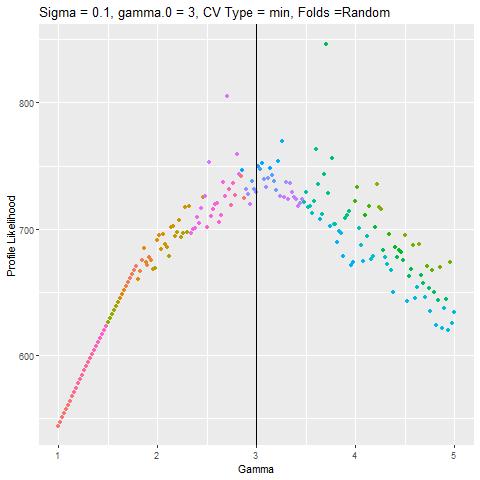 Sigma = 0.1, gamma.0 = 3, CV Type = min, Folds =Random
Profile Likelihood
800
700
600
1 2 3 4 5
Gamma